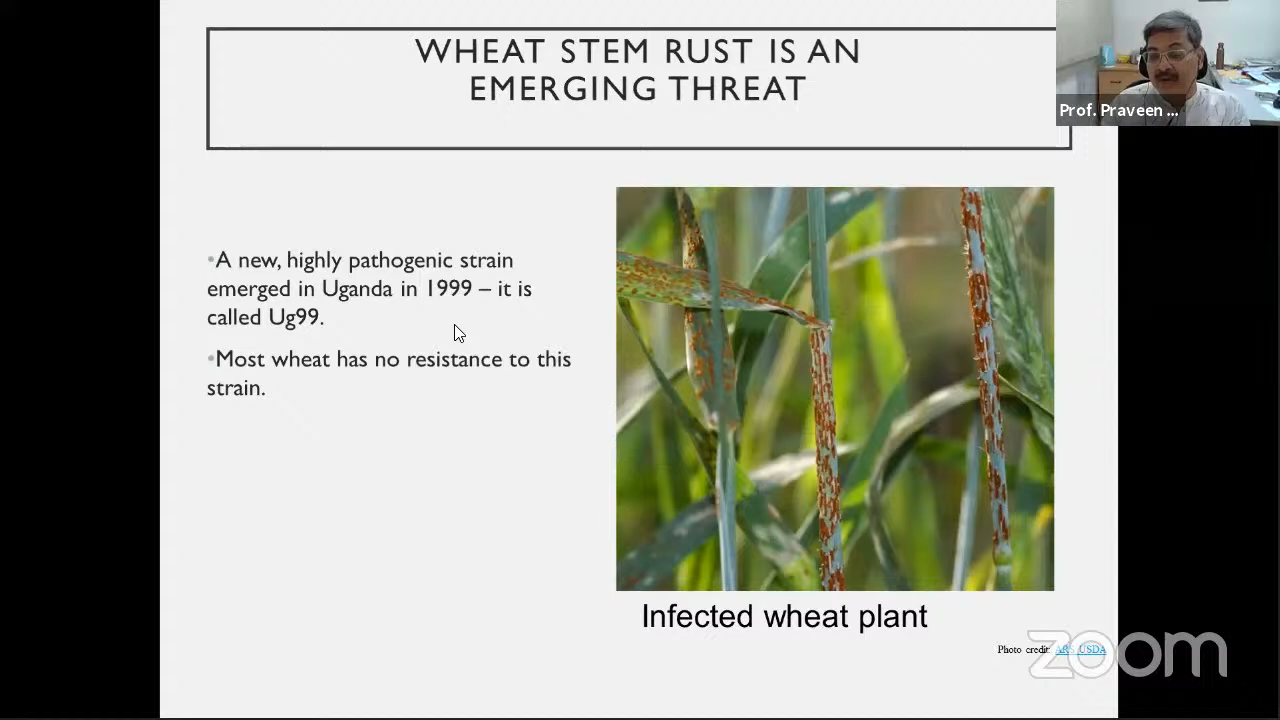 WHEAT STEM RUST IS AN
EMERGING THREAT
Prof. Praveen ...
•A new, highly pathogenic strain
emerged in Uganda in 1999 – it is
called Ug99.
•Most wheat has no resistance to this
strain.
Infected wheat plant
Photo credit: ARS USDA
zoom